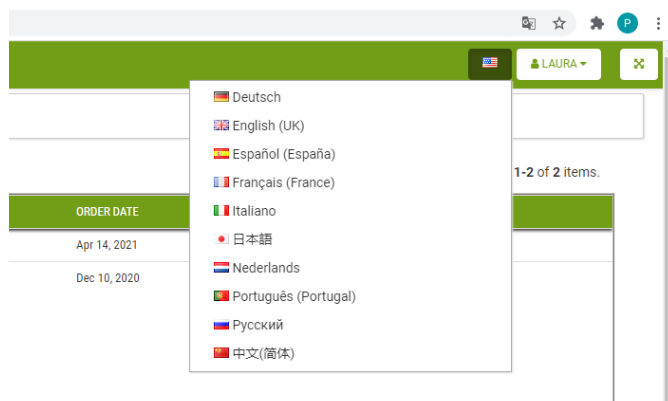 P
LAURA
Deutsch
English (UK)
Español (España)
1-2 of 2 items.
Français (France)
ORDER DATE
Italiano
Apr 14, 2021
日本語
Nederlands
Dec 10, 2020
Português (Portugal)
Русский
中文(简体)